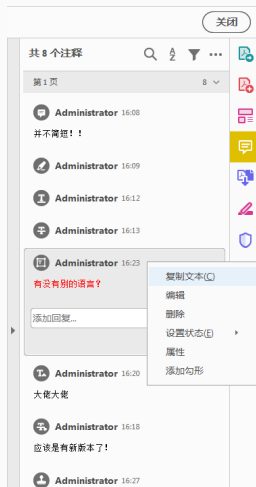 关闭
共 8 个注释
第 1 页 8
Administrator 16:08
并不简短！！
Administrator 16:09
Administrator 16:12
Administrator 16:13
Administrator 16:23
有没有别的语言？
添加回复...
复制文本(C)
编辑
删除
设置状态(E)
属性
添加勾形
Administrator 16:20
大佬大佬
Administrator 16:18
应该是有新版本了！
Administrator 16:27